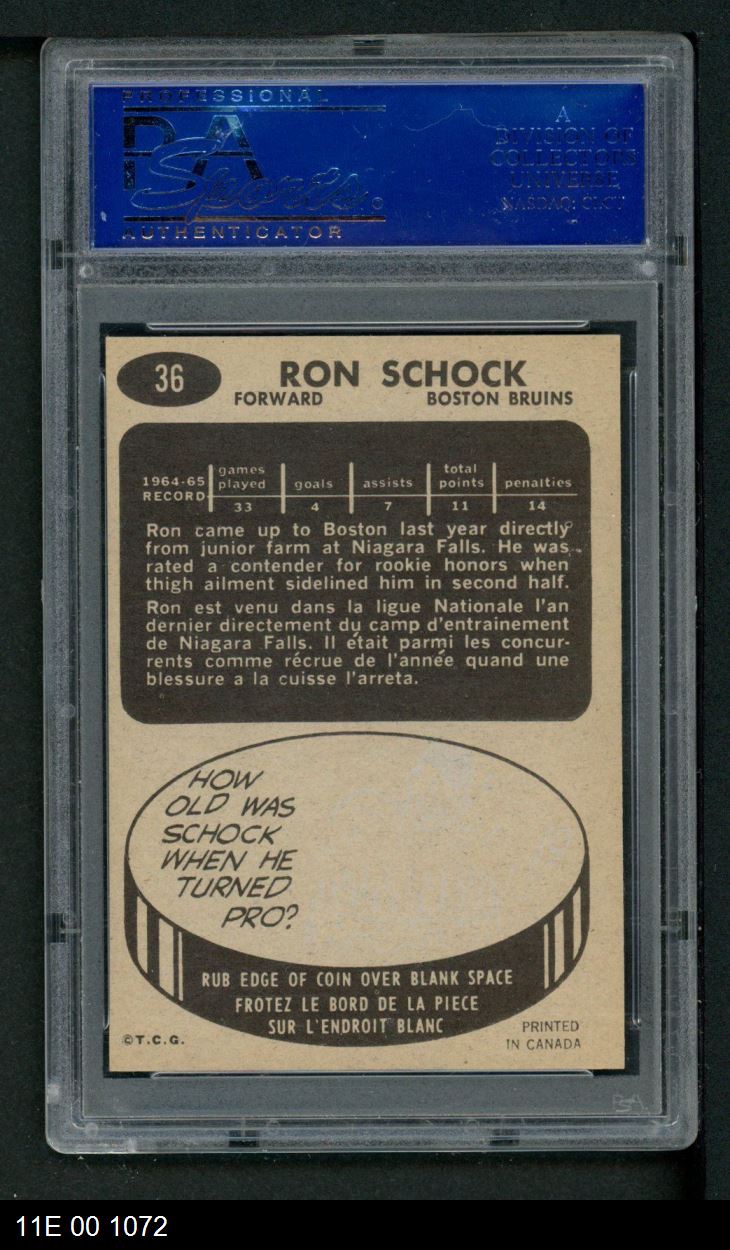 PROFESSIONAL
PSA
Sports
AUTHENTICATOR
A
DIVISION OF
COLLECTORS
UNIVERSE
NASDAQ: CLCT
36
RON SCHOCK
FORWARD BOSTON BRUINS
1964-65 RECORD games played goals assists total points penalties
33 4 7 11 14
Ron came up to Boston last year directly
from junior farm at Niagara Falls. He was
rated a contender for rookie honors when
thigh ailment sidelined him in second half.
Ron est venu dans la ligue Nationale l'an
dernier directement du camp d'entrainement
de Niagara Falls. Il était parmi les concur-
rents comme récrue de l'année quand une
blessure a la cuisse l'arreta.
HOW
OLD WAS
SCHOCK
WHEN HE
TURNED
PRO?
RUB EDGE OF COIN OVER BLANK SPACE
FROTEZ LE BORD DE LA PIECE
SUR L'ENDROIT BLANC
©T.C.G.
PRINTED
IN CANADA
PSA
11E 00 1072